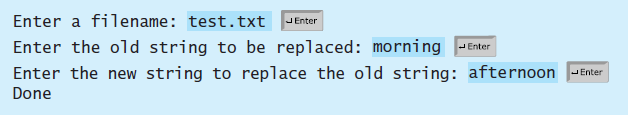 Enter a filename: test.txt ↵Enter
Enter the old string to be replaced: morning ↵Enter
Enter the new string to replace the old string: afternoon ↵Enter
Done